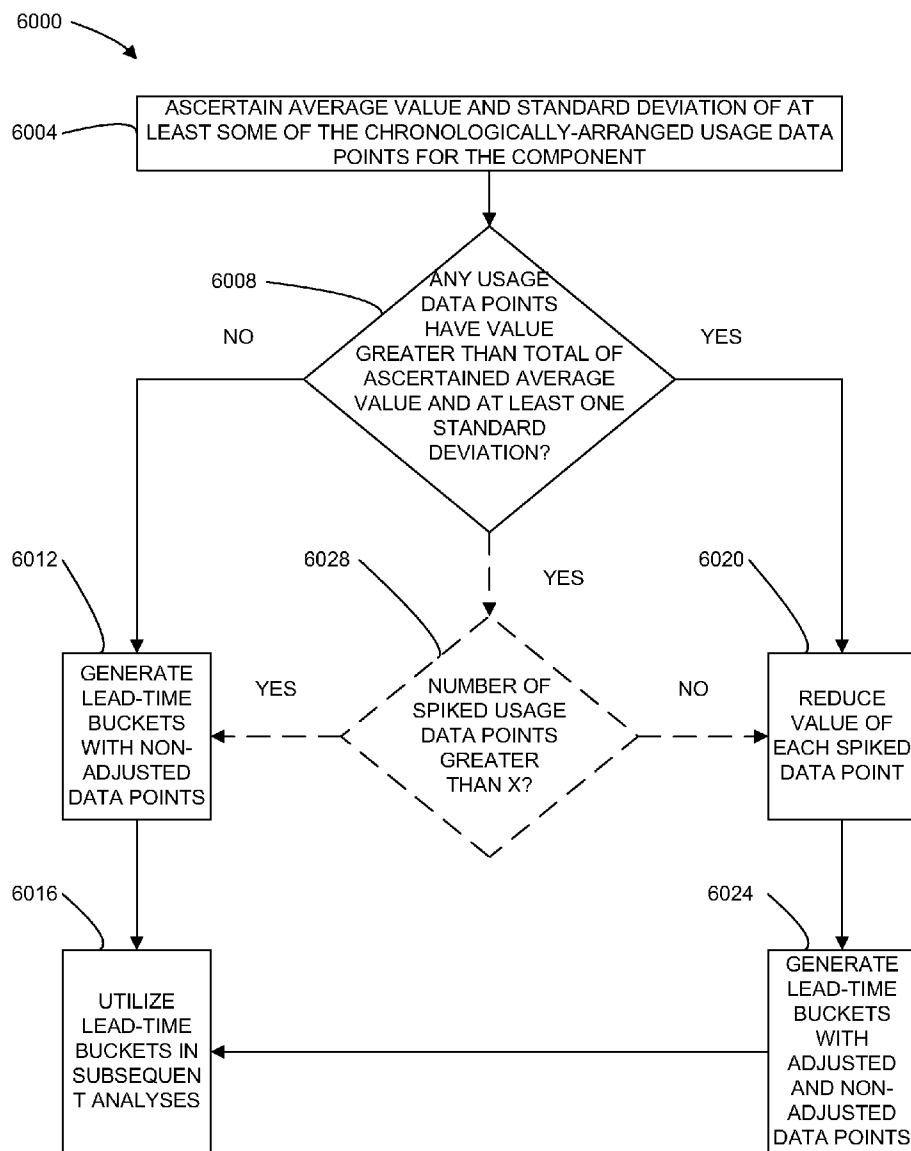 6000
6004
ASCERTAIN AVERAGE VALUE AND STANDARD DEVIATION OF AT
LEAST SOME OF THE CHRONOLOGICALLY-ARRANGED USAGE DATA
POINTS FOR THE COMPONENT
6008
ANY USAGE
DATA POINTS
HAVE VALUE
GREATER THAN TOTAL OF
ASCERTAINED AVERAGE
VALUE AND AT LEAST ONE
STANDARD
DEVIATION?
NO
YES
YES
6012
GENERATE
LEAD-TIME
BUCKETS
WITH NON-
ADJUSTED
DATA POINTS
6028
NUMBER OF
SPIKED USAGE
DATA POINTS
GREATER
THAN X?
YES
NO
6020
REDUCE
VALUE OF
EACH SPIKED
DATA POINT
6016
UTILIZE
LEAD-TIME
BUCKETS IN
SUBSEQUEN
T ANALYSES
6024
GENERATE
LEAD-TIME
BUCKETS
WITH
ADJUSTED
AND NON-
ADJUSTED
DATA POINTS